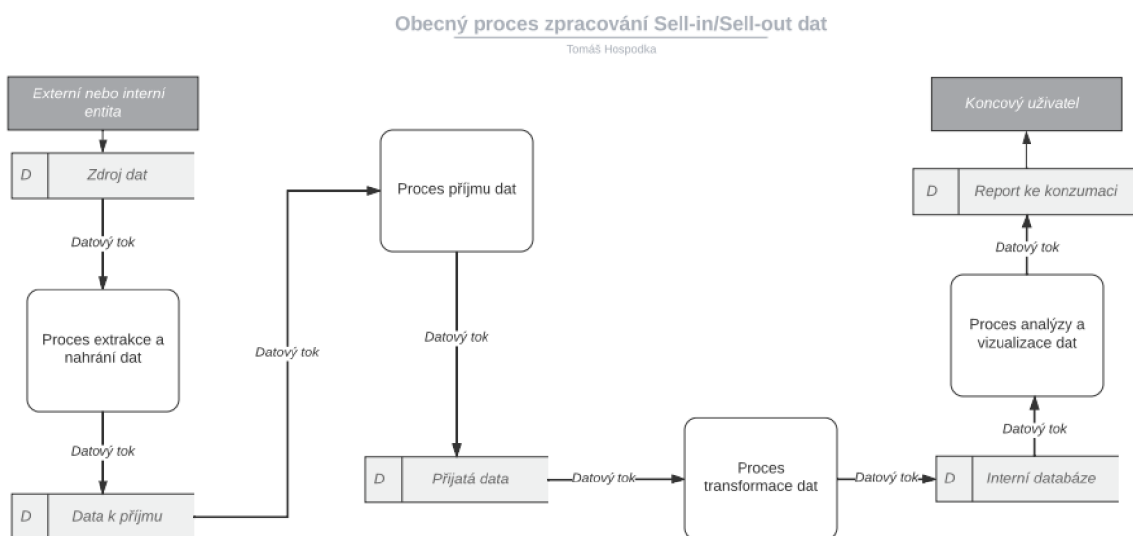 Obecný proces zpracování Sell-in/Sell-out dat
Tomáš Hospodka
Externí nebo interní
entita
D
Zdroj dat
Datový tok
Proces extrakce a
nahrání dat
Datový tok
D
Data k příjmu
Datový tok
Proces příjmu dat
Datový tok
D
Přijatá data
Datový tok
Proces
transformace dat
Datový tok
D
Interní databáze
Datový tok
Proces analýzy a
vizualizace dat
Datový tok
D
Report ke konzumaci
Koncový uživatel